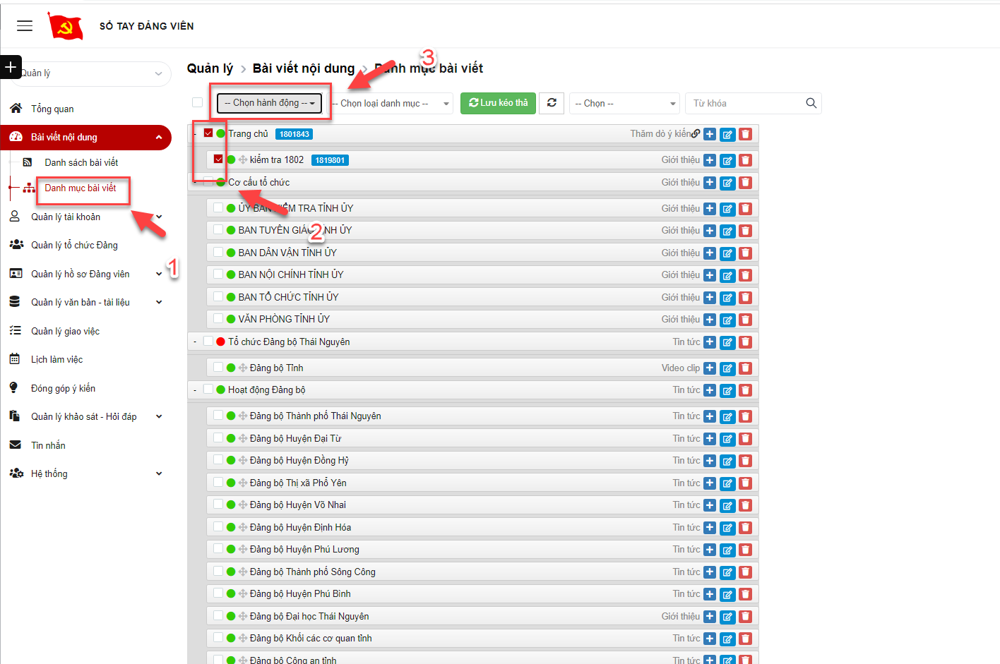 SỔ TAY ĐẢNG VIÊN
Quản lý
Tổng quan
Bài viết nội dung
Danh sách bài viết
Danh mục bài viết
Quản lý tài khoản
Quản lý tổ chức Đảng
Quản lý hồ sơ Đảng viên
Quản lý văn bản - tài liệu
Quản lý giao việc
Lịch làm việc
Đóng góp ý kiến
Quản lý khảo sát - Hỏi đáp
Tin nhắn
Hệ thống
1
Quản lý > Bài viết nội dung > Danh mục bài viết
3
-- Chọn hành động -- -- Chọn loại danh mục -- Lưu kéo thả -- Chọn -- Từ khóa
- Trang chủ 1801843 Thăm dò ý kiến
kiểm tra 1802 1819801 Giới thiệu
- Cơ cấu tổ chức Giới thiệu
ỦY BAN KIỂM TRA TỈNH ỦY Giới thiệu
2
BAN TUYÊN GIÁO TỈNH ỦY Giới thiệu
BAN DÂN VẬN TỈNH ỦY Giới thiệu
BAN NỘI CHÍNH TỈNH ỦY Giới thiệu
BAN TỔ CHỨC TỈNH ỦY Giới thiệu
VĂN PHÒNG TỈNH ỦY Giới thiệu
- Tổ chức Đảng bộ Thái Nguyên Tin tức
Đảng bộ Tỉnh Video clip
- Hoạt động Đảng bộ Tin tức
Đảng bộ Thành phố Thái Nguyên Tin tức
Đảng bộ Huyện Đại Từ Tin tức
Đảng bộ Huyện Đồng Hỷ Tin tức
Đảng bộ Thị xã Phổ Yên Tin tức
Đảng bộ Huyện Võ Nhai Tin tức
Đảng bộ Huyện Định Hóa Tin tức
Đảng bộ Huyện Phú Lương Tin tức
Đảng bộ Thành phố Sông Công Tin tức
Đảng bộ Huyện Phú Bình Tin tức
Đảng bộ Đại học Thái Nguyên Giới thiệu
Đảng bộ Khối các cơ quan tỉnh Tin tức
Đảng bộ Công an tỉnh Tin tức